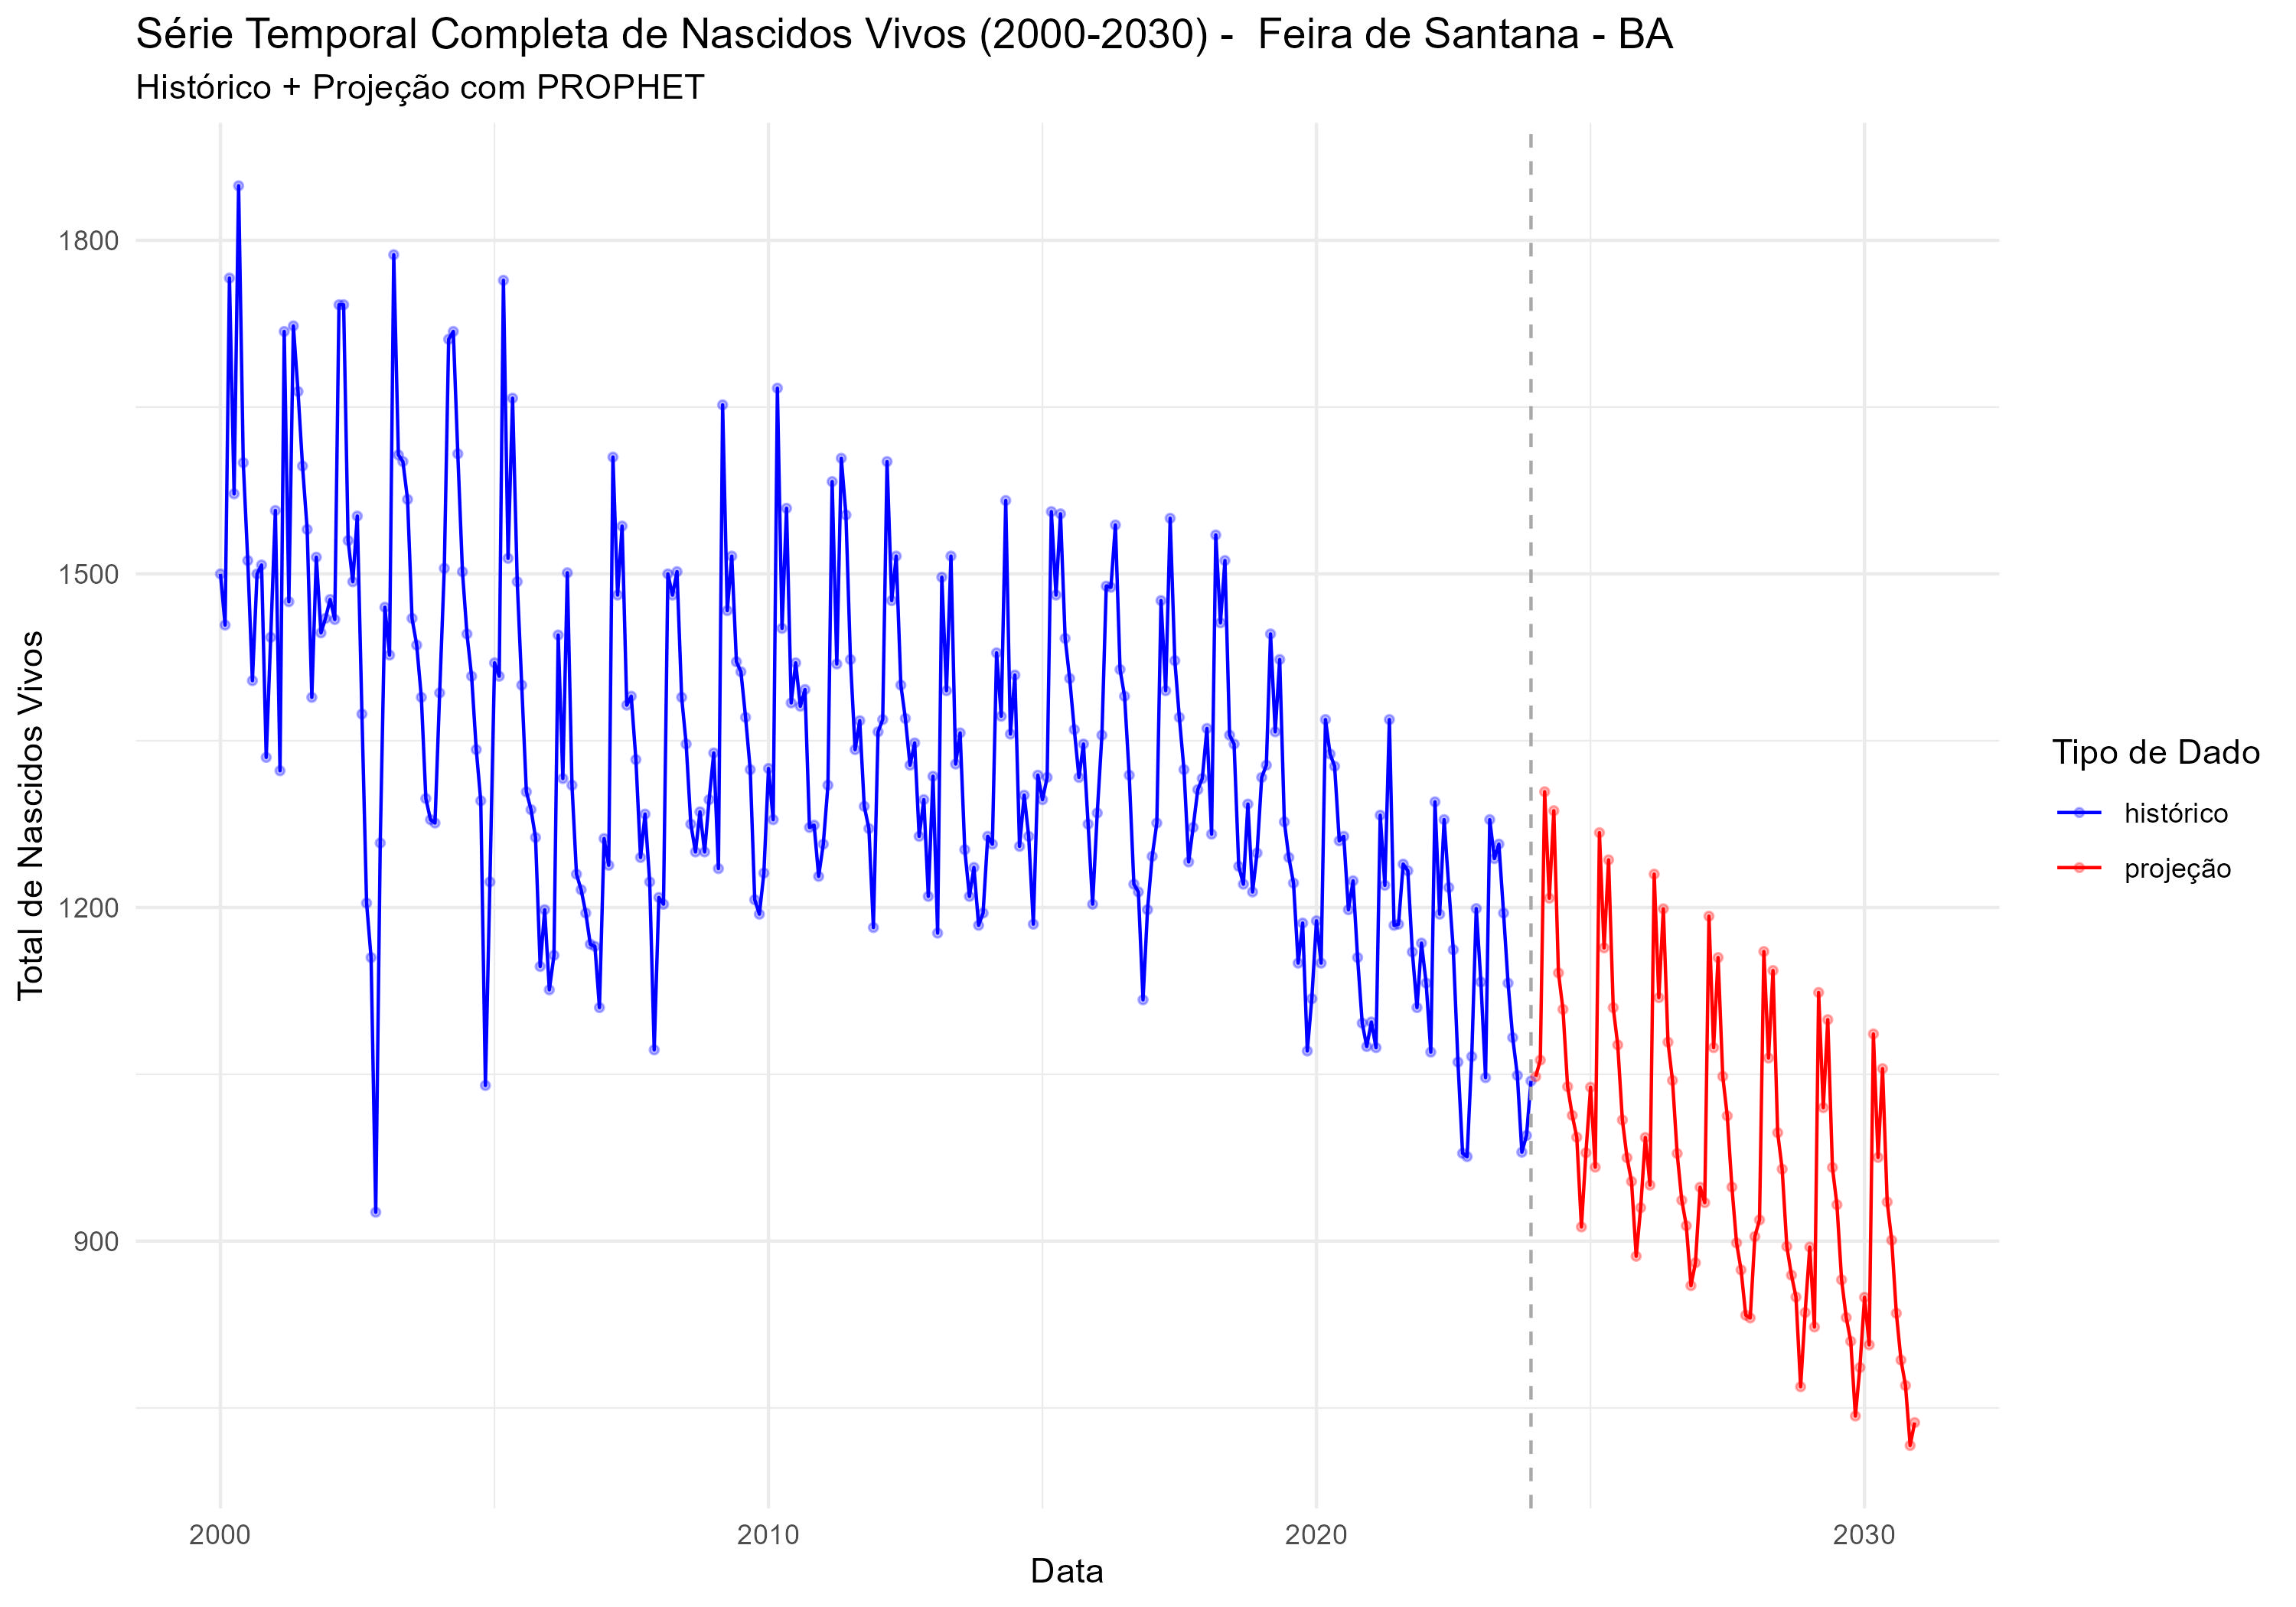 Série Temporal Completa de Nascidos Vivos (2000-2030) -  Feira de Santana - BA
Histórico + Projeção com PROPHET
Total de Nascidos Vivos
1800
1500
1200
900
2000
2010
2020
2030
Data
Tipo de Dado
histórico
projeção